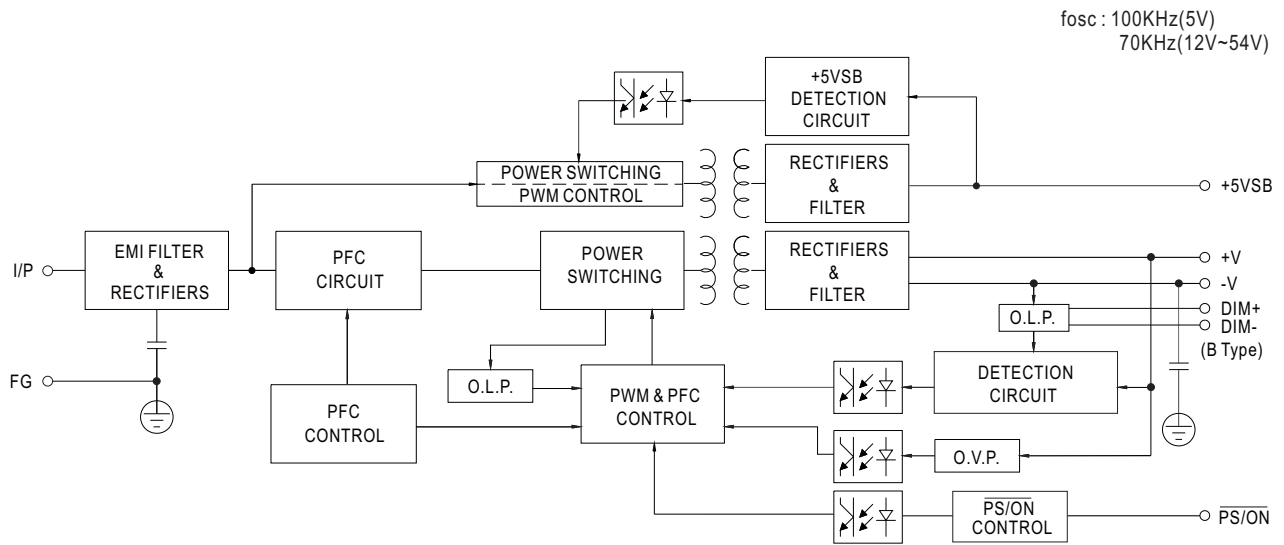 fosc : 100KHz(5V)
70KHz(12V~54V)
+5VSB
DETECTION
CIRCUIT
POWER SWITCHING
PWM CONTROL
RECTIFIERS
&
FILTER
+5VSB
I/P
EMI FILTER
&
RECTIFIERS
PFC
CIRCUIT
POWER
SWITCHING
RECTIFIERS
&
FILTER
+V
-V
DIM+
DIM-
(B Type)
O.L.P.
FG
O.L.P.
PFC
CONTROL
PWM & PFC
CONTROL
DETECTION
CIRCUIT
O.V.P.
PS/ON
CONTROL
PS/ON